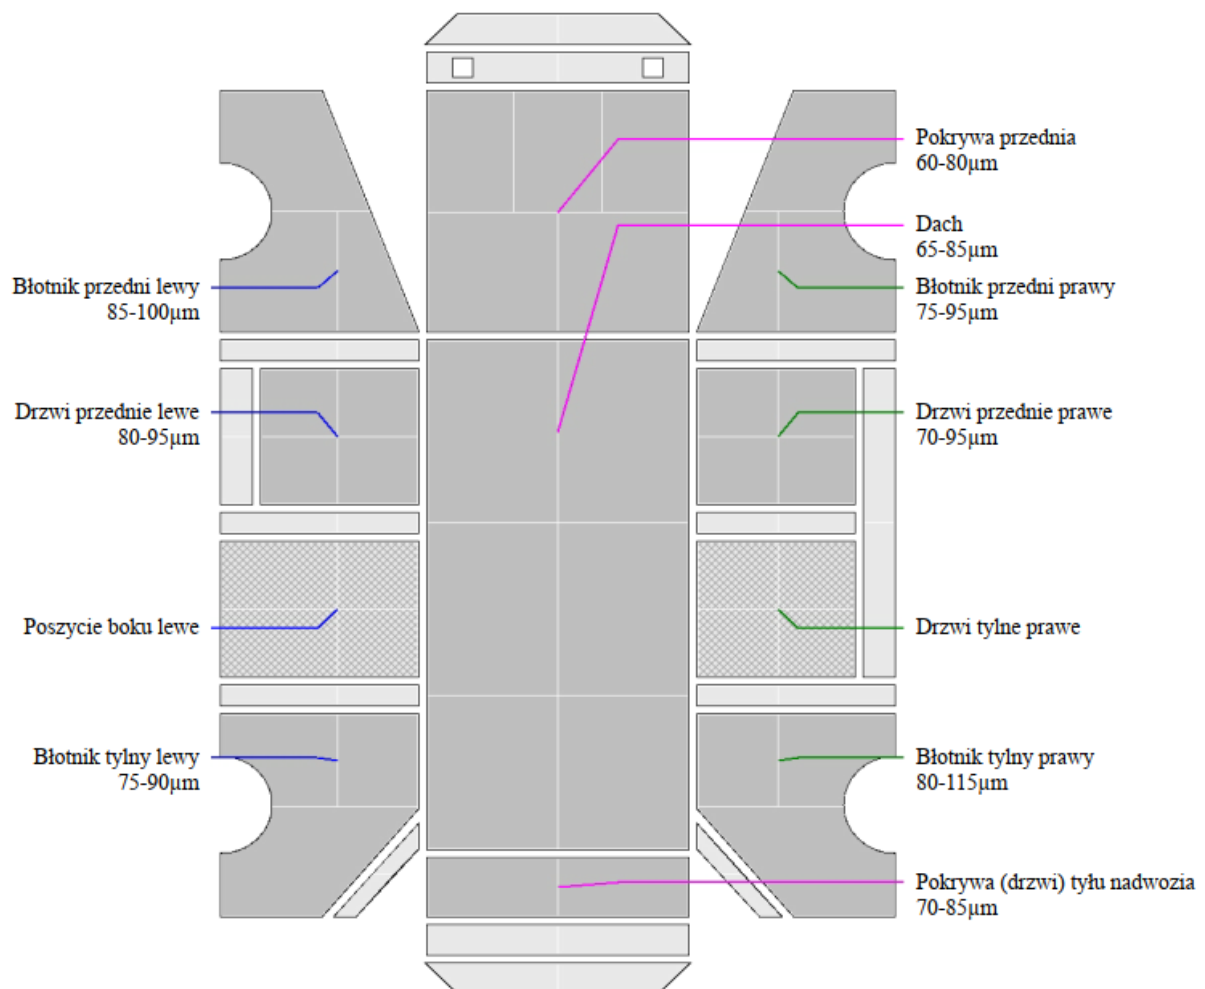 Pokrywa przednia
60-80µm
Dach
65-85µm
Błotnik przedni lewy
85-100µm
Błotnik przedni prawy
75-95µm
Drzwi przednie lewe
80-95µm
Drzwi przednie prawe
70-95µm
Poszycie boku lewe
Drzwi tylne prawe
Błotnik tylny lewy
75-90µm
Błotnik tylny prawy
80-115µm
Pokrywa (drzwi) tyłu nadwozia
70-85µm